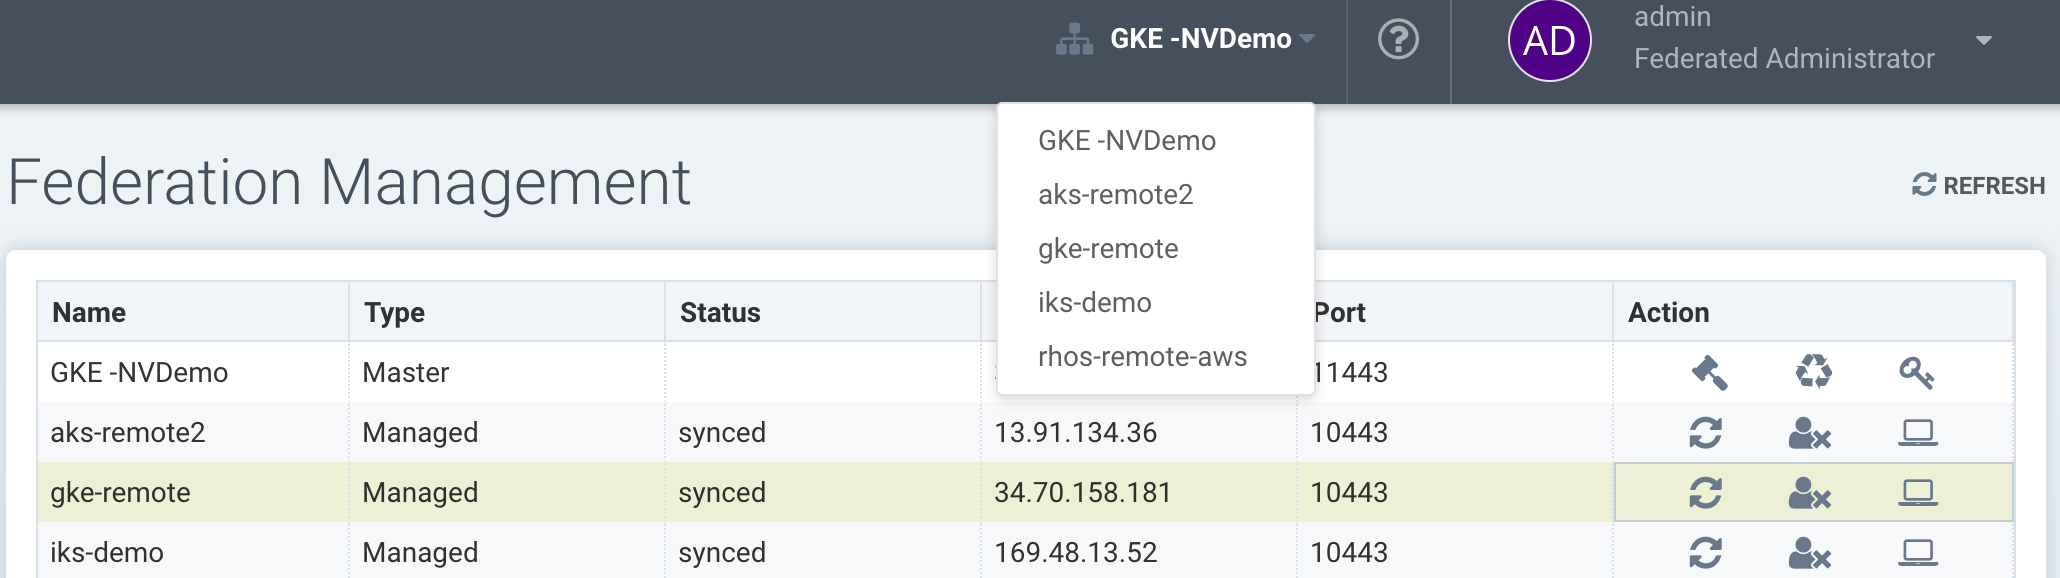 GKE -NVDemo
AD
admin
Federated Administrator
GKE -NVDemo
aks-remote2
gke-remote
iks-demo
rhos-remote-aws
Federation Management
REFRESH
Name Type Status Port Action
GKE -NVDemo Master 11443
aks-remote2 Managed synced 13.91.134.36 10443
gke-remote Managed synced 34.70.158.181 10443
iks-demo Managed synced 169.48.13.52 10443